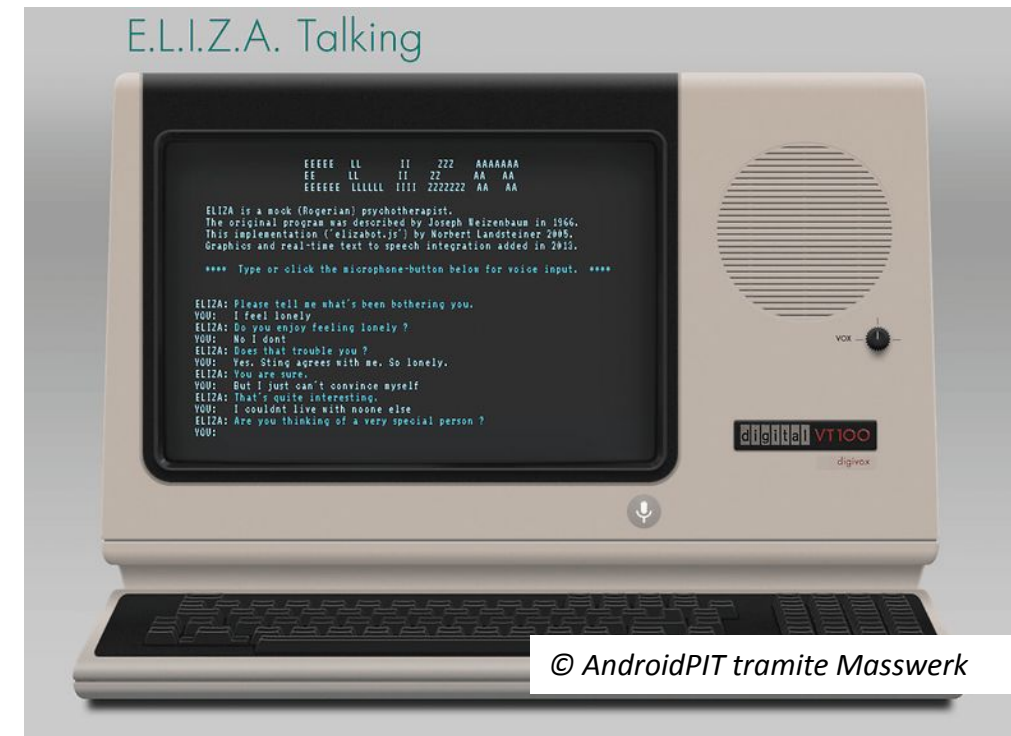 E.L.I.Z.A. Talking
EEEEE LL II ZZZ AAAAAAA
EE LL II ZZ AA AA
EEEEEE LLLLLL IIII ZZZZZZZ AA AA
ELIZA is a mock (Rogerian) psychotherapist.
The original program was described by Joseph Weizenbaum in 1966.
This implementation ('elizabot.js') by Norbert Landsteiner 2005.
Graphics and real-time text to speech integration added in 2013.
**** Type or click the microphone-button below for voice input. ****
ELIZA: Please tell me what's been bothering you.
YOU: I feel lonely
ELIZA: Do you enjoy feeling lonely ?
YOU: No I dont
ELIZA: Does that trouble you ?
YOU: Yes. Sting agrees with me. So lonely.
ELIZA: You are sure.
YOU: But I just can't convince myself
ELIZA: That's quite interesting.
YOU: I couldnt live with noone else
ELIZA: Are you thinking of a very special person ?
YOU:
VOX
digital VT100
digivox
© AndroidPIT tramite Masswerk